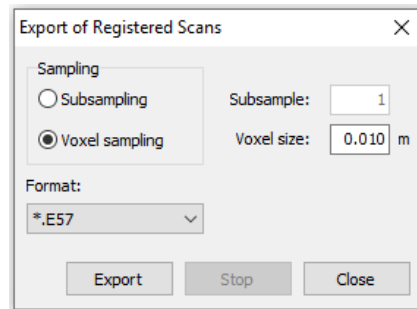 Export of Registered Scans
Sampling
Subsampling
Subsample: 1
Voxel sampling
Voxel size: 0.010 m
Format:
*.E57
Export Stop Close